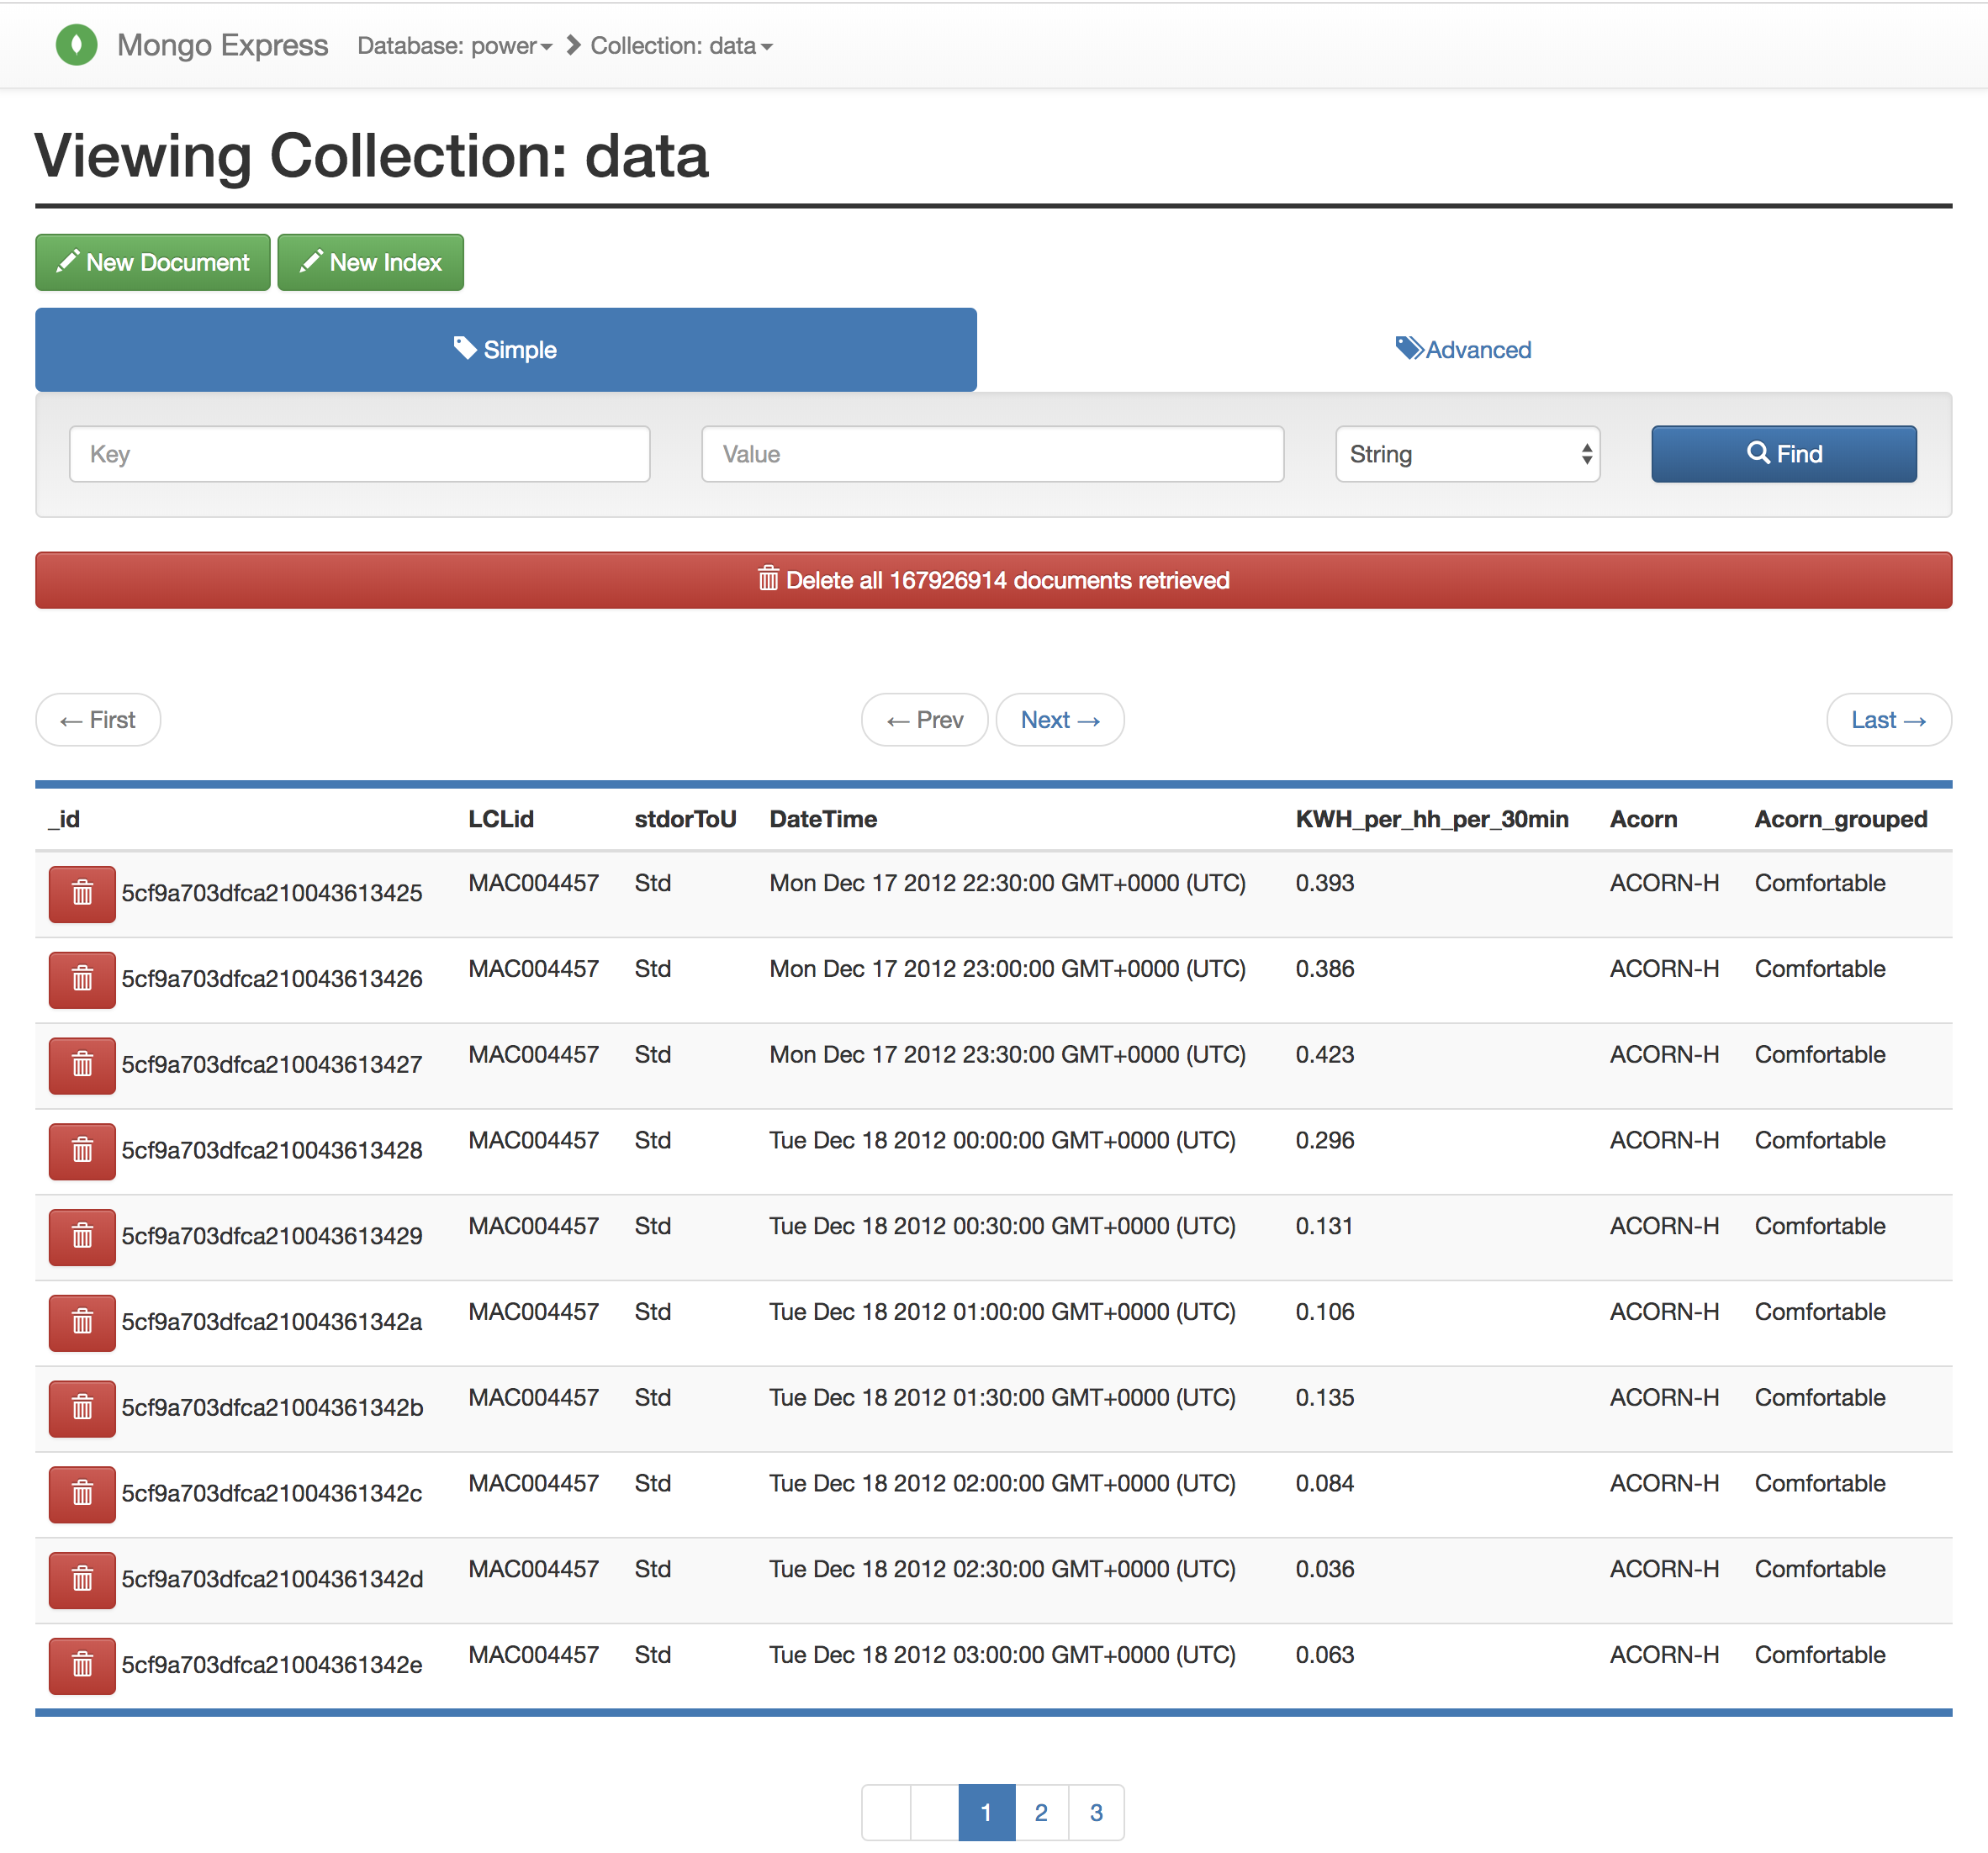 Mongo Express Database: power Collection: data
Viewing Collection: data
New Document New Index
Simple Advanced
Key Value String Find
Delete all 167926914 documents retrieved
← First ← Prev Next → Last →
_id LCLid stdorToU DateTime KWH_per_hh_per_30min Acorn Acorn_grouped
5cf9a703dfca210043613425 MAC004457 Std Mon Dec 17 2012 22:30:00 GMT+0000 (UTC) 0.393 ACORN-H Comfortable
5cf9a703dfca210043613426 MAC004457 Std Mon Dec 17 2012 23:00:00 GMT+0000 (UTC) 0.386 ACORN-H Comfortable
5cf9a703dfca210043613427 MAC004457 Std Mon Dec 17 2012 23:30:00 GMT+0000 (UTC) 0.423 ACORN-H Comfortable
5cf9a703dfca210043613428 MAC004457 Std Tue Dec 18 2012 00:00:00 GMT+0000 (UTC) 0.296 ACORN-H Comfortable
5cf9a703dfca210043613429 MAC004457 Std Tue Dec 18 2012 00:30:00 GMT+0000 (UTC) 0.131 ACORN-H Comfortable
5cf9a703dfca21004361342a MAC004457 Std Tue Dec 18 2012 01:00:00 GMT+0000 (UTC) 0.106 ACORN-H Comfortable
5cf9a703dfca21004361342b MAC004457 Std Tue Dec 18 2012 01:30:00 GMT+0000 (UTC) 0.135 ACORN-H Comfortable
5cf9a703dfca21004361342c MAC004457 Std Tue Dec 18 2012 02:00:00 GMT+0000 (UTC) 0.084 ACORN-H Comfortable
5cf9a703dfca21004361342d MAC004457 Std Tue Dec 18 2012 02:30:00 GMT+0000 (UTC) 0.036 ACORN-H Comfortable
5cf9a703dfca21004361342e MAC004457 Std Tue Dec 18 2012 03:00:00 GMT+0000 (UTC) 0.063 ACORN-H Comfortable
1 2 3